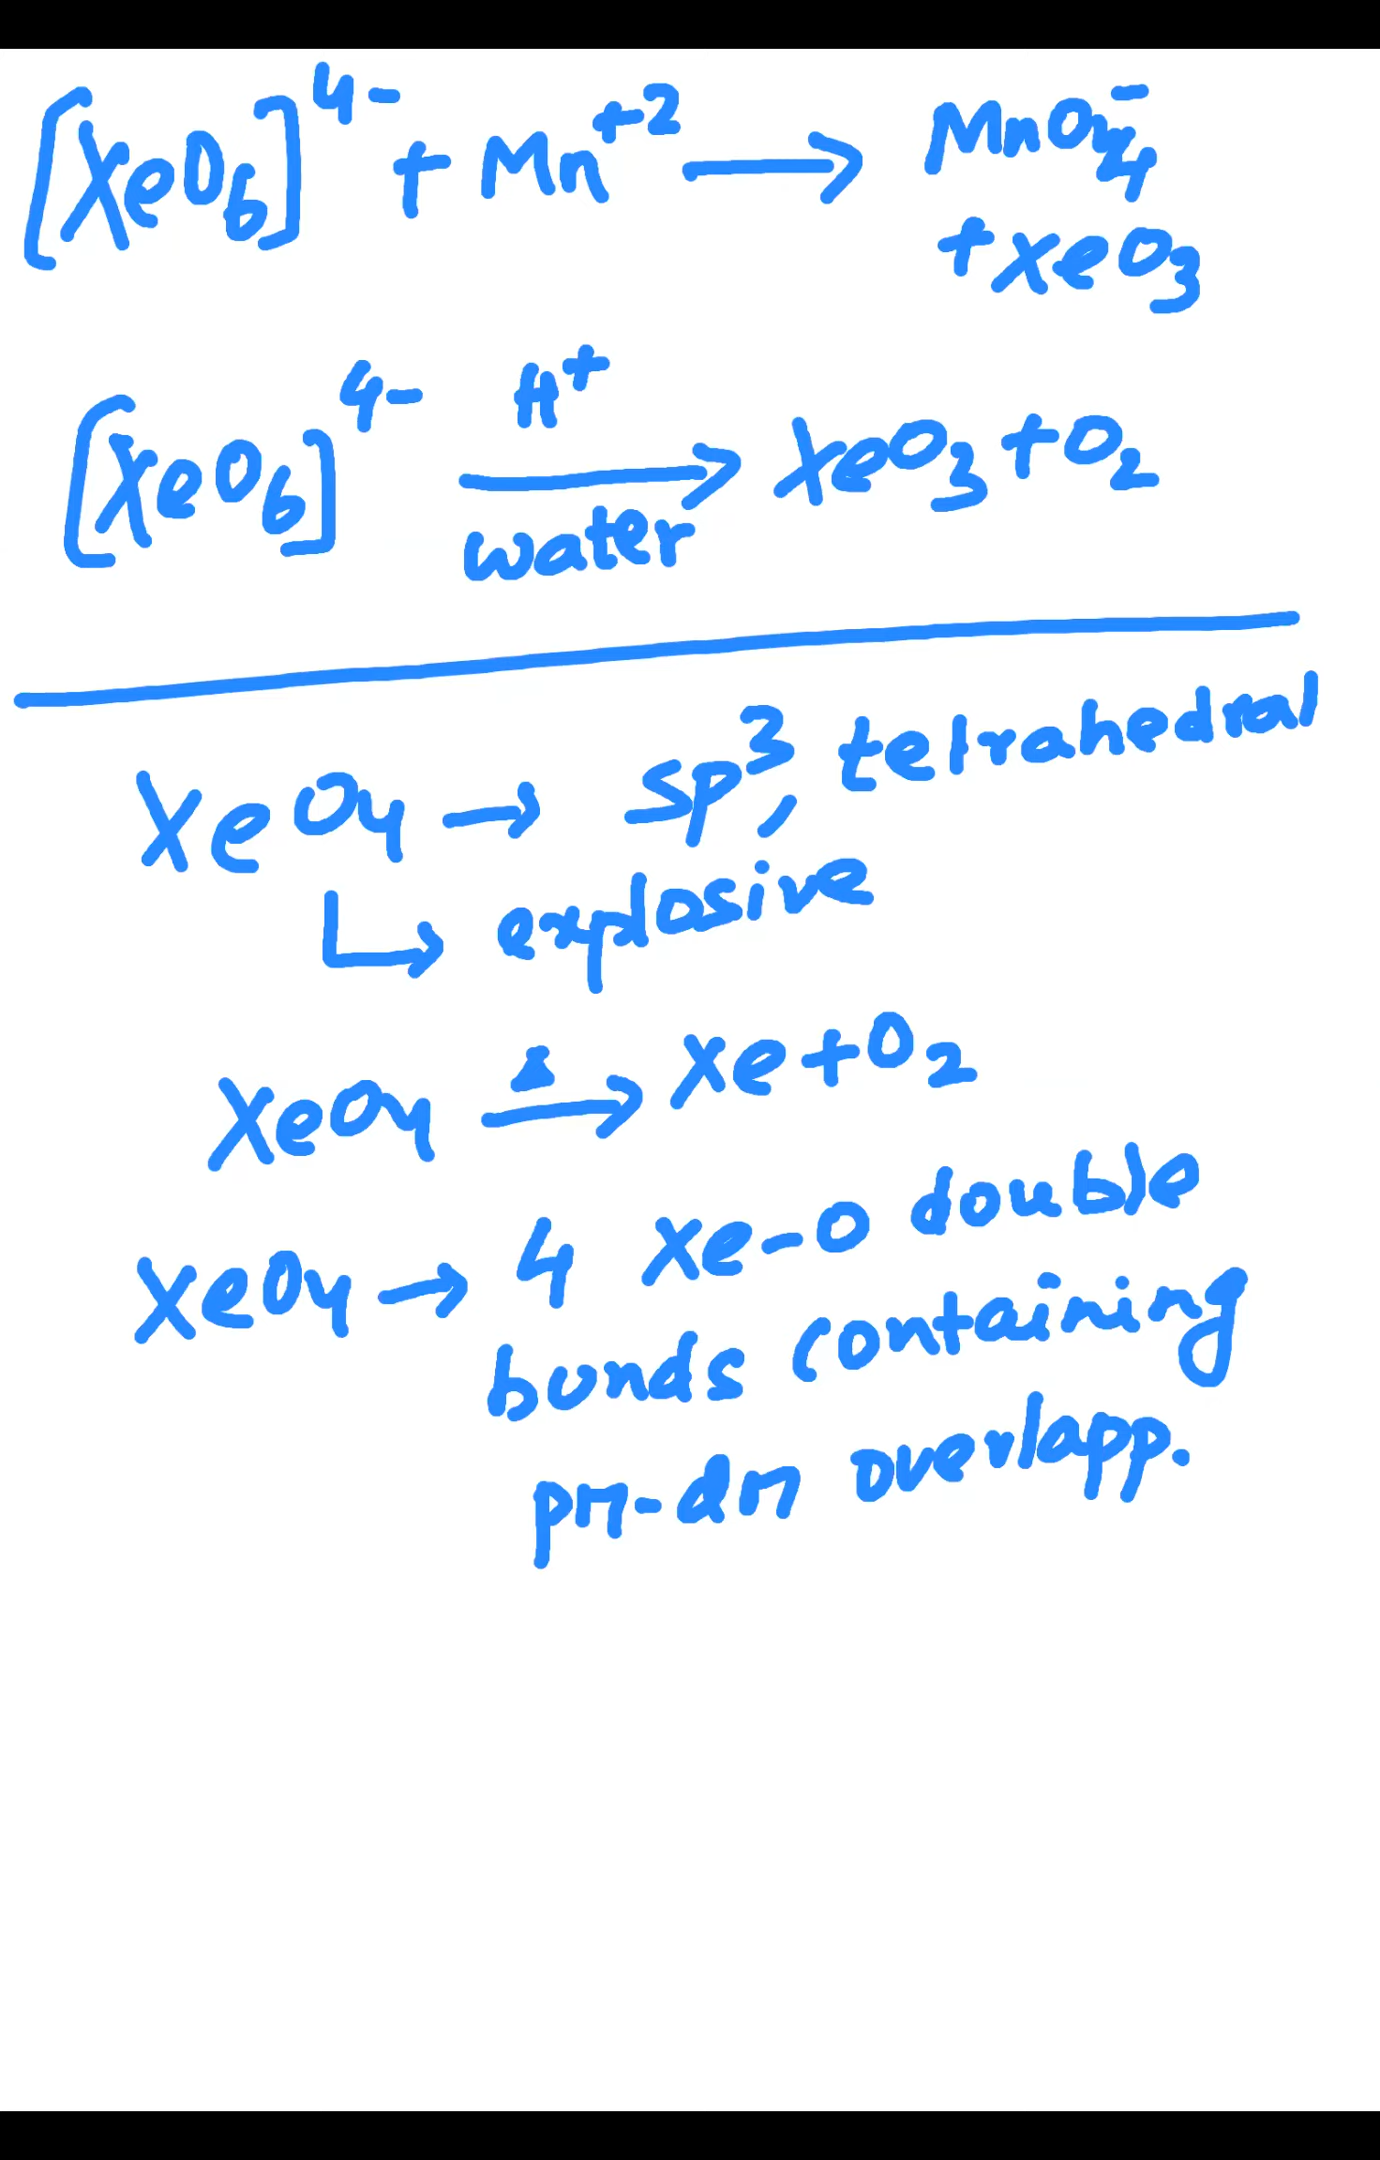 [XeO6]⁴⁻ + Mn⁺² ⟶ MnO4⁻
+ XeO3
[XeO6]⁴⁻ H⁺ ⟶ water XeO3 + O2
XeO4 → sp³, tetrahedral
↳ explosive
XeO4 Δ ⟶ Xe + O2
XeO4 → 4 Xe-O double
bonds containing
pπ-dπ overlapp.